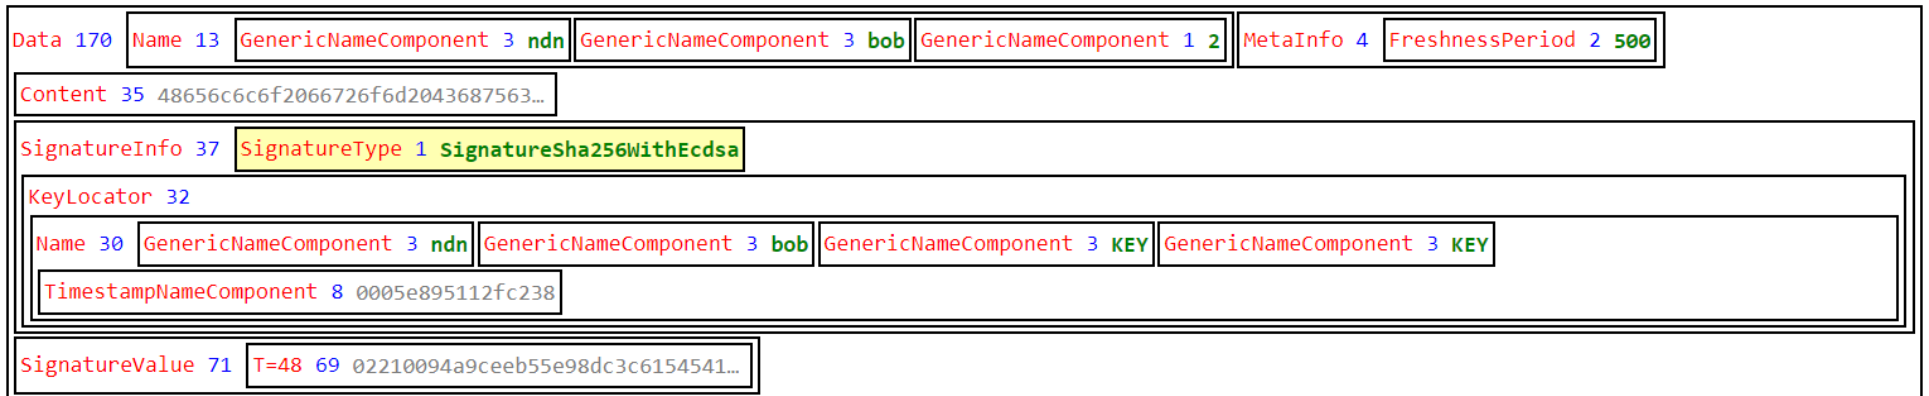 Data 170 Name 13 GenericNameComponent 3 ndn GenericNameComponent 3 bob GenericNameComponent 1 2 MetaInfo 4 FreshnessPeriod 2 500
Content 35 48656c6c6f2066726f6d2043687563…
SignatureInfo 37 SignatureType 1 SignatureSha256WithEcdsa
KeyLocator 32
Name 30 GenericNameComponent 3 ndn GenericNameComponent 3 bob GenericNameComponent 3 KEY GenericNameComponent 3 KEY
TimestampNameComponent 8 0005e895112fc238
SignatureValue 71 T=48 69 02210094a9ceeb55e98dc3c6154541…